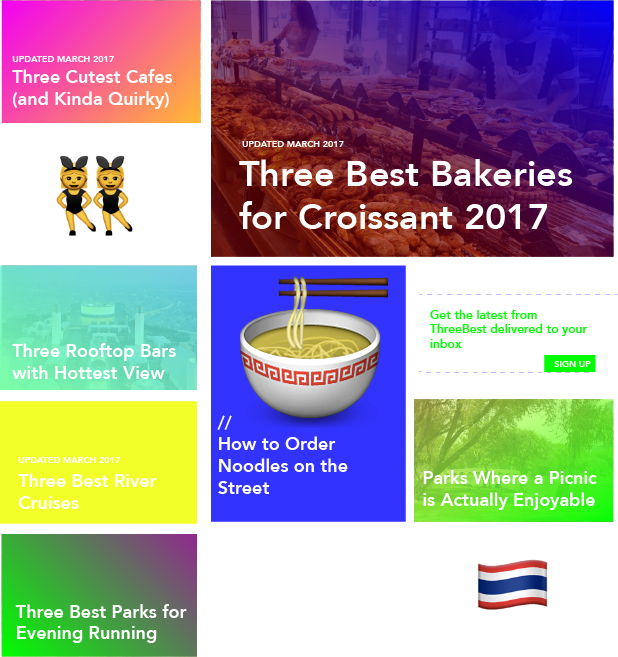 UPDATED MARCH 2017
Three Cutest Cafes
(and Kinda Quirky)
UPDATED MARCH 2017
Three Best Bakeries
for Croissant 2017
Three Rooftop Bars
with Hottest View
//
How to Order
Noodles on the
Street
Get the latest from
ThreeBest delivered to your
inbox
SIGN UP
UPDATED MARCH 2017
Three Best River
Cruises
Parks Where a Picnic
is Actually Enjoyable
Three Best Parks for
Evening Running